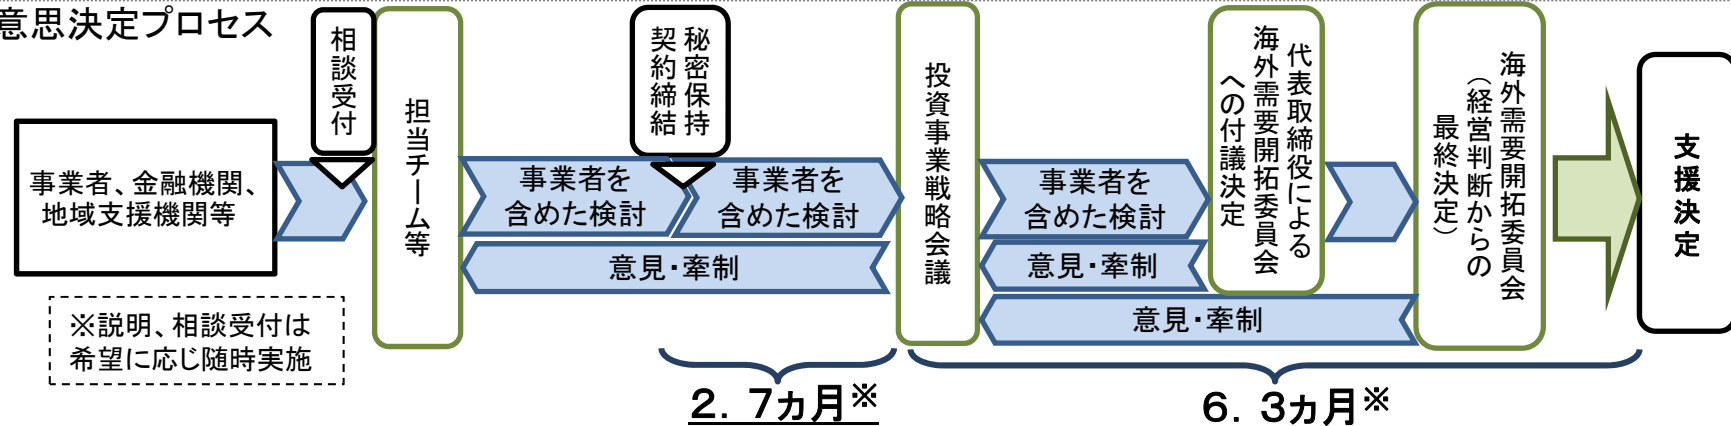 意思決定プロセス
事業者、金融機関、
地域支援機関等
※説明、相談受付は
希望に応じ随時実施
相談受付
担当チーム等
事業者を
含めた検討
秘密保持
契約締結
事業者を
含めた検討
意見・牽制
2.7カ月※
投資事業戦略会議
事業者を
含めた検討
意見・牽制
意見・牽制
代表取締役による
海外需要開拓委員会
への付議決定
海外需要開拓委員会
(経営判断からの
最終決定)
6.3カ月※
支援決定